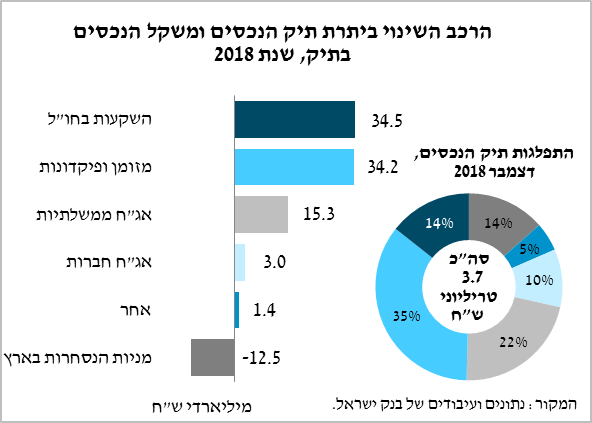 הרכב השינוי ביתרת תיק הנכסים ומשקל הנכסים
בתיק, שנת 2018
השקעות בחו"ל
34.5
מזומן ופיקדונות
34.2
אג"ח ממשלתיות
15.3
אג"ח חברות
3.0
אחר
1.4
מניות הנסחרות בארץ
-12.5
מיליארדי ש"ח
התפלגות תיק הנכסים,
דצמבר 2018
14%
14%
5%
10%
22%
35%
סה"כ
3.7
טריליוני
ש"ח
המקור: נתונים ועיבודים של בנק ישראל.